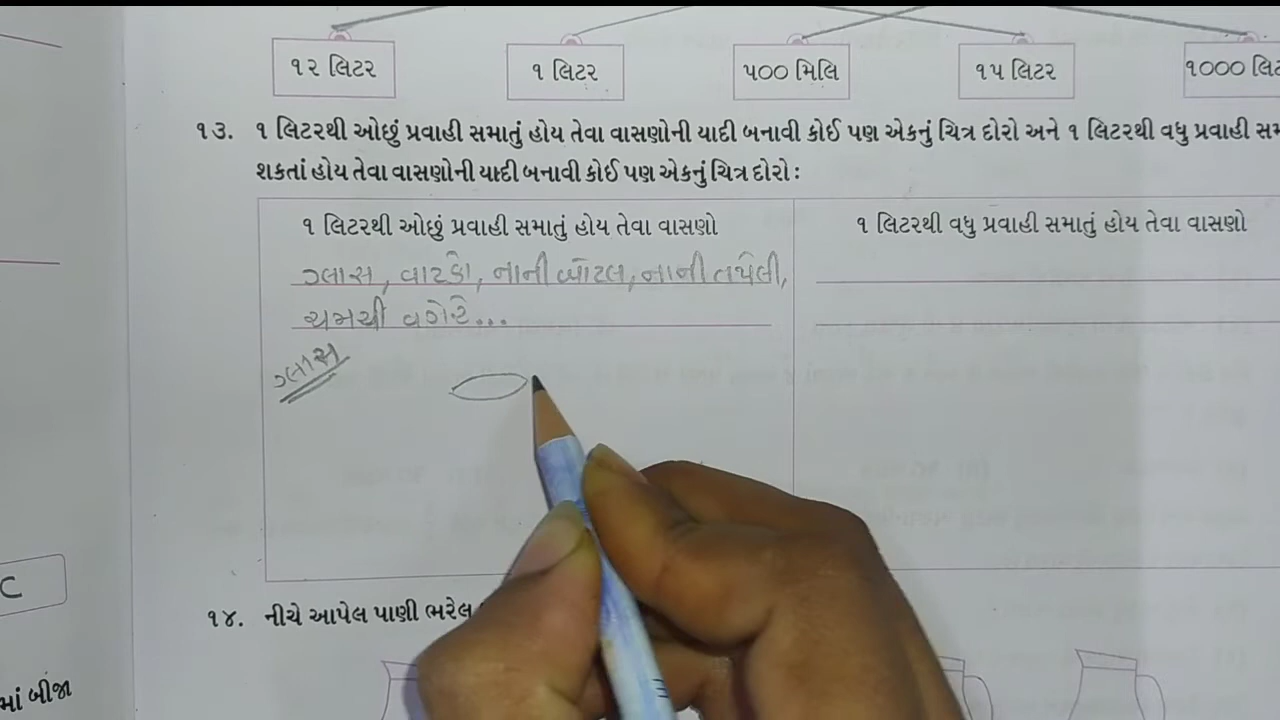 ૧૨ લિટર ૧ લિટર ૫૦૦ મિલિ ૧૫ લિટર ૧૦૦૦
૧૩. ૧ લિટરથી ઓછું પ્રવાહી સમાતું હોય તેવા વાસણોની યાદી બનાવી કોઈ પણ એકનું ચિત્ર દોરો અને ૧ લિટરથી વધુ પ્રવાહી
શકતાં હોય તેવા વાસણોની યાદી બનાવી કોઈ પણ એકનું ચિત્ર દોરો :
૧ લિટરથી ઓછું પ્રવાહી સમાતું હોય તેવા વાસણો
ગ્લાસ, વાટકો, નાની બોટલ, નાની તપેલી,
ચમચી વગેરે...
ગ્લાસ
૧ લિટરથી વધુ પ્રવાહી સમાતું હોય તેવા વાસણો
૧૪. નીચે આપેલ પાણી ભરેલ
C
માં બીજા